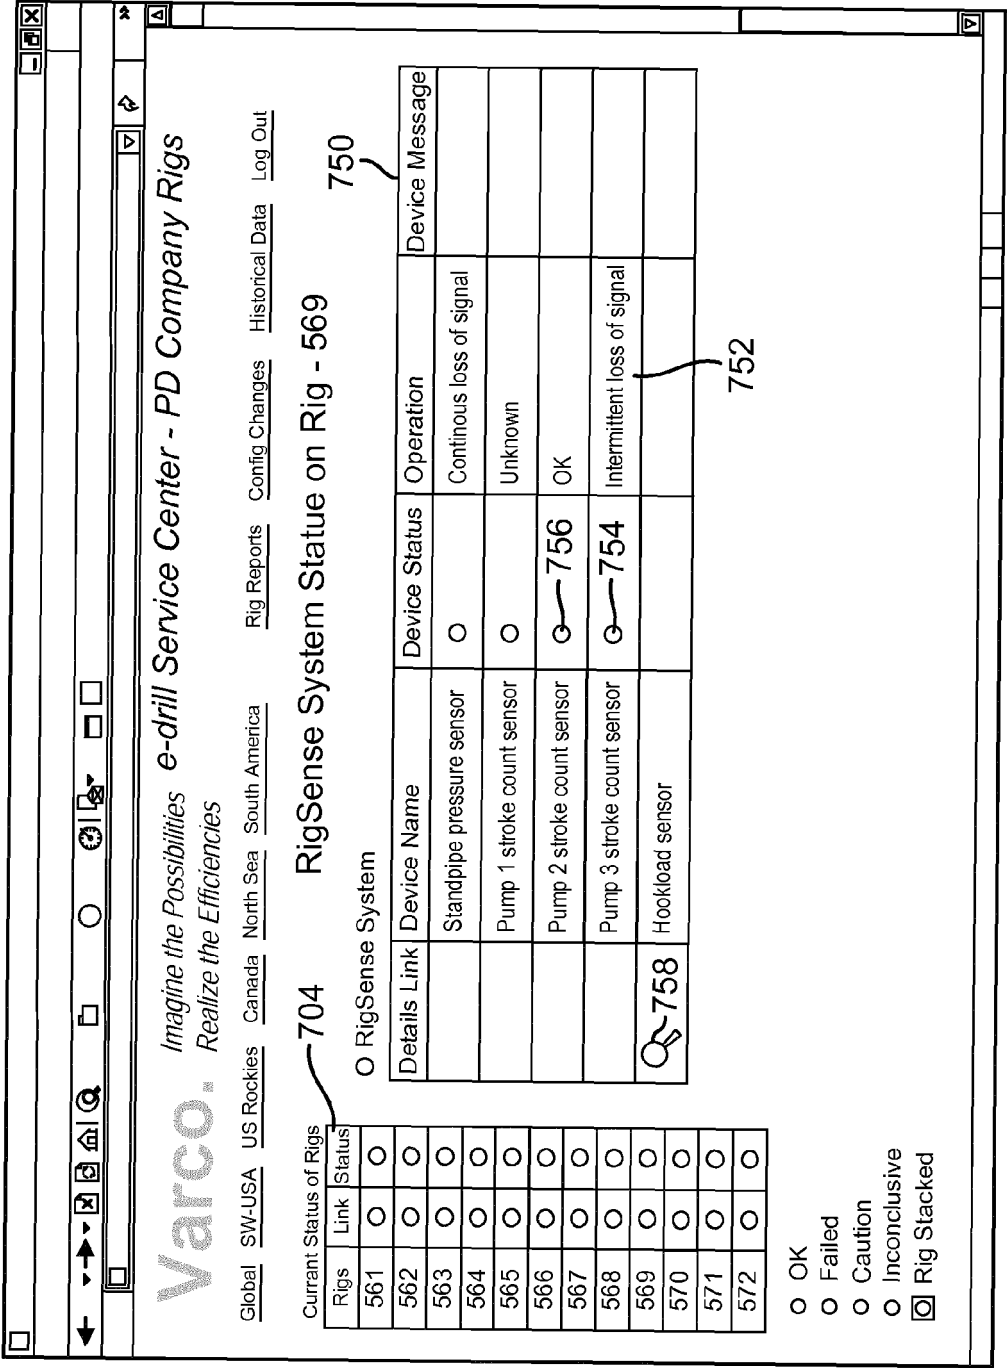 Varco.
Imagine the Possibilities
Realize the Efficiencies
e-drill Service Center - PD Company Rigs
Global SW-USA US Rockies Canada North Sea South America Rig Reports Config Changes Historical Data Log Out
Currant Status of Rigs
704
RigSense System Statue on Rig - 569
750
Rigs Link Status
561
562
563
564
565
566
567
568
569
570
571
572
RigSense System
Details Link Device Name Device Status Operation Device Message
Standpipe pressure sensor Continous loss of signal
Pump 1 stroke count sensor Unknown
Pump 2 stroke count sensor 756 OK
Pump 3 stroke count sensor 754 Intermittent loss of signal
758 Hookload sensor
752
OK
Failed
Caution
Inconclusive
Rig Stacked